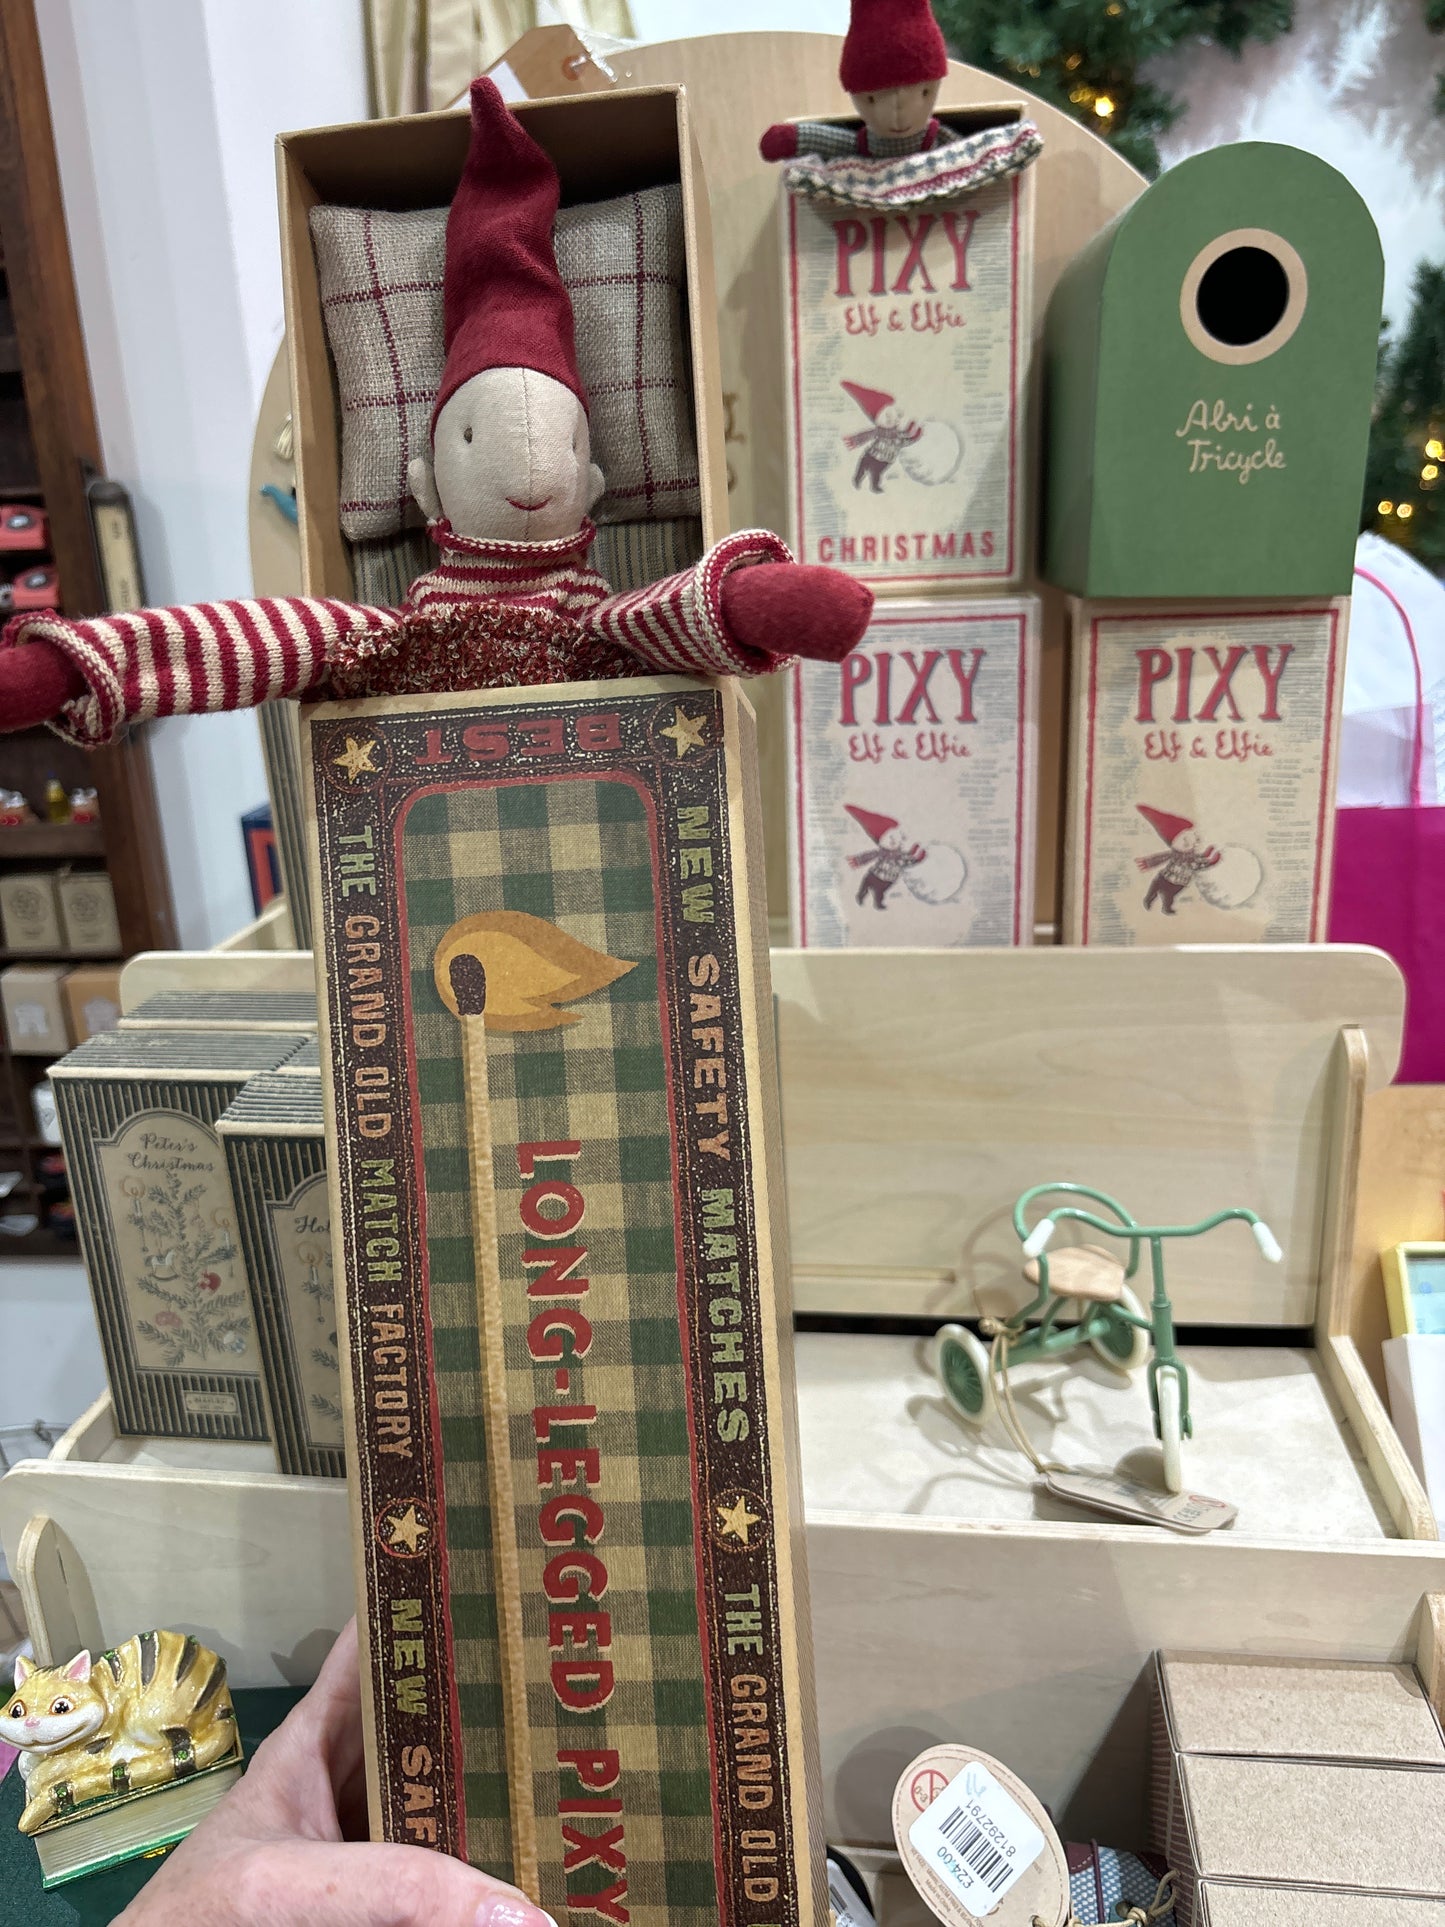 PIXY
Elf & Elfie
CHRISTMAS
Abri à
Tricycle
PIXY
Elf & Elfie
PIXY
Elf & Elfie
BEST
THE GRAND OLD MATCH FACTORY
NEW SAF
NEW SAFETY MATCHES
THE GRAND OLD
LONG-LEGGED PIXY
Peter's
Christmas
81292791
£24.00